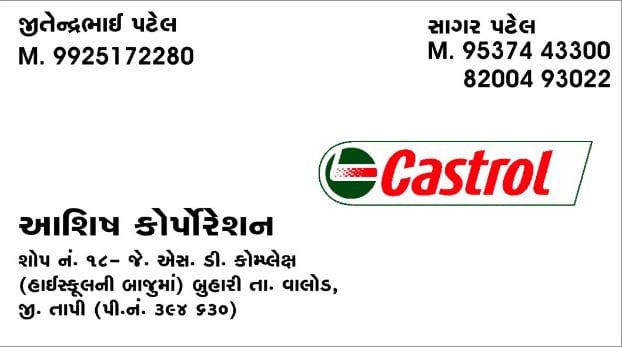 જીતેન્દ્રભાઈ પટેલ
M. 9925172280
સાગર પટેલ
M. 95374 43300
82004 93022
Castrol
આશિષ કોર્પોરેશન
શોપ નં. ૧૮– જે. એસ. ડી. કોમ્પ્લેક્ષ
(હાઈસ્કૂલની બાજુમાં) બુહારી તા. વાલોડ,
જી. તાપી (પી.નં. ૩૯૪ ૬૩૦)